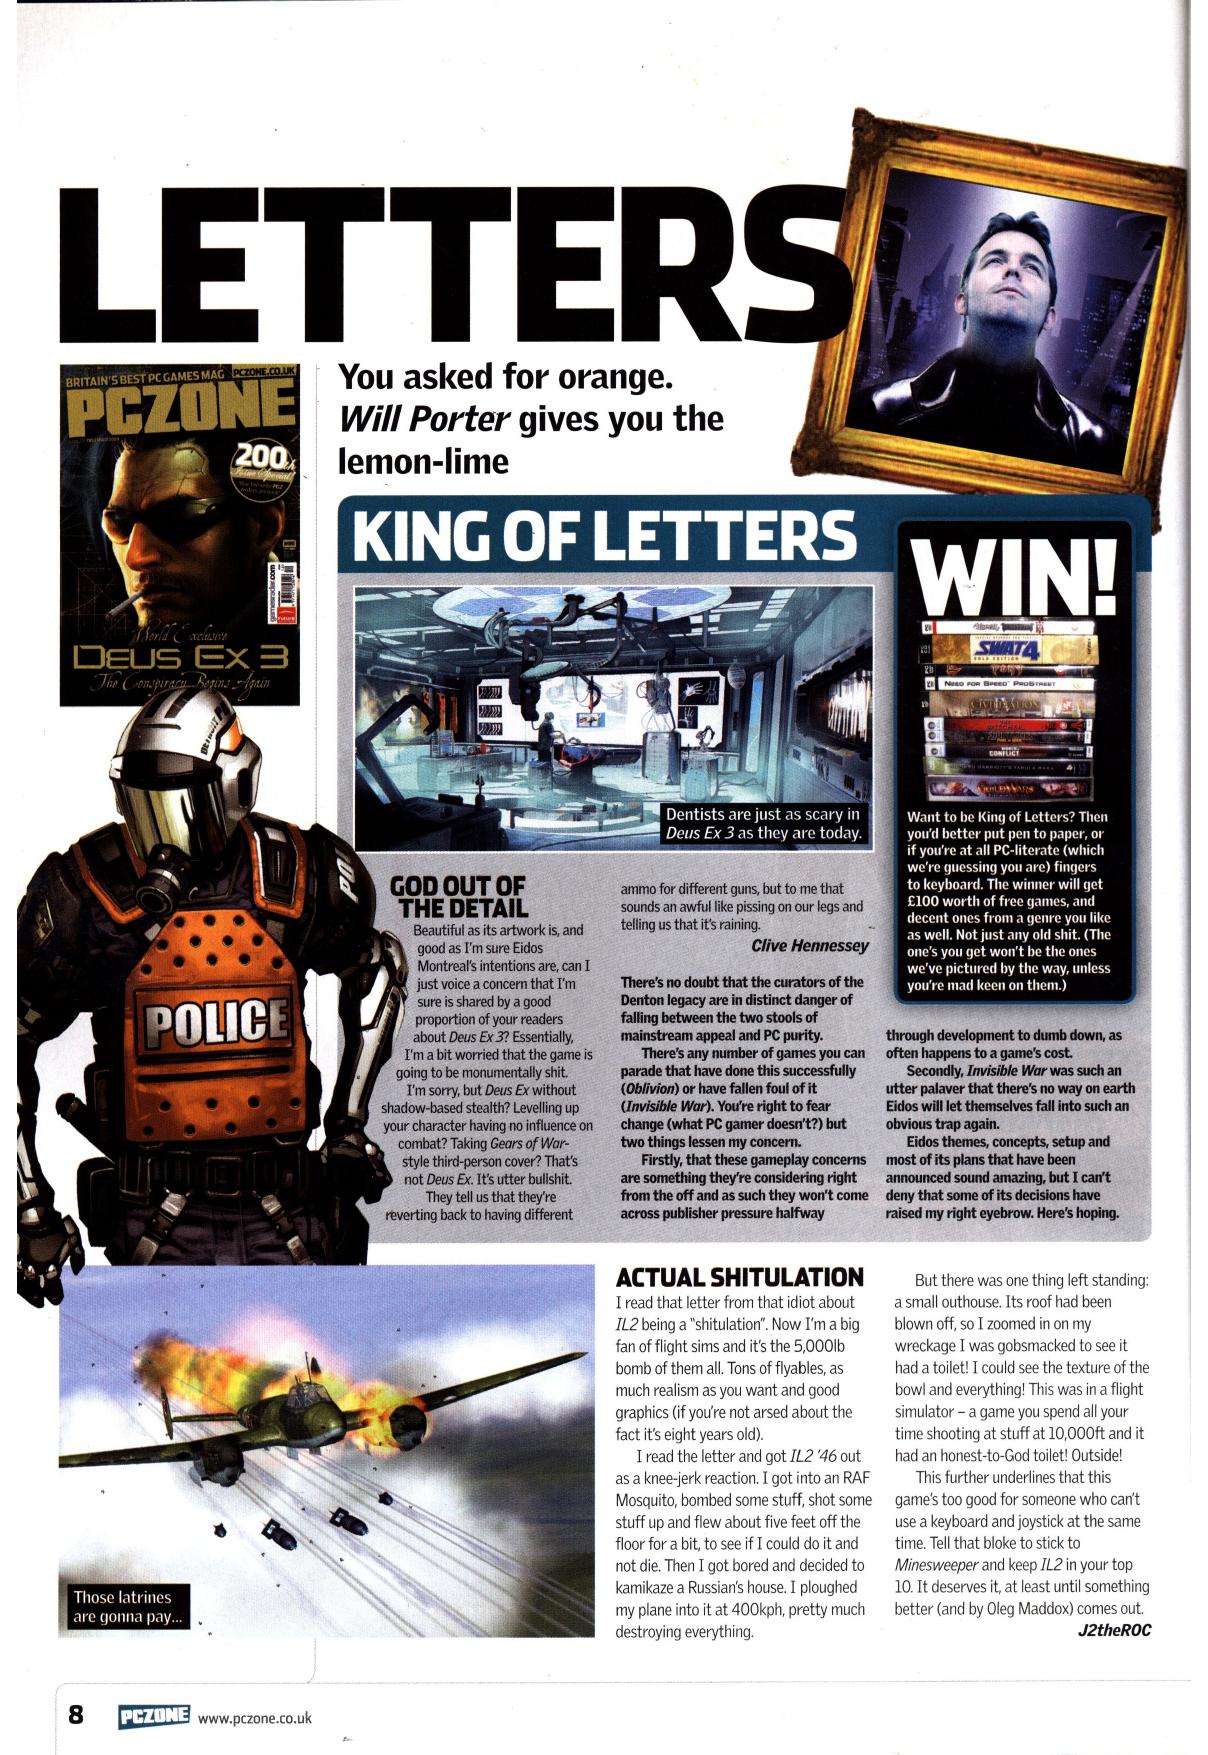 LETTERS
BRITAIN'S BEST PC GAMES MAG
PCZONE.CO.UK
PCZONE
200th
Issue Special
gamesradar.com
future
World Exclusive
DEUS EX 3
The Conspiracy Begins Again
You asked for orange.
Will Porter gives you the
lemon-lime
KING OF LETTERS
Dentists are just as scary in
Deus Ex 3 as they are today.
DETROIT
POLICE
GOD OUT OF
THE DETAIL
Beautiful as its artwork is, and
good as I'm sure Eidos
Montreal's intentions are, can I
just voice a concern that I'm
sure is shared by a good
proportion of your readers
about Deus Ex 3? Essentially,
I'm a bit worried that the game is
going to be monumentally shit.
I'm sorry, but Deus Ex without
shadow-based stealth? Levelling up
your character having no influence on
combat? Taking Gears of War-
style third-person cover? That's
not Deus Ex. It's utter bullshit.
They tell us that they're
reverting back to having different
ammo for different guns, but to me that
sounds an awful like pissing on our legs and
telling us that it's raining.
Clive Hennessey
There's no doubt that the curators of the
Denton legacy are in distinct danger of
falling between the two stools of
mainstream appeal and PC purity.
There's any number of games you can
parade that have done this successfully
(Oblivion) or have fallen foul of it
(Invisible War). You're right to fear
change (what PC gamer doesn't?) but
two things lessen my concern.
Firstly, that these gameplay concerns
are something they're considering right
from the off and as such they won't come
across publisher pressure halfway
through development to dumb down, as
often happens to a game's cost.
Secondly, Invisible War was such an
utter palaver that there's no way on earth
Eidos will let themselves fall into such an
obvious trap again.
Eidos themes, concepts, setup and
most of its plans that have been
announced sound amazing, but I can't
deny that some of its decisions have
raised my right eyebrow. Here's hoping.
WIN!
SWAT 4
GOLD EDITION
NEED FOR SPEED PROSTREET
CIVILIZATION
WORLD IN
CONFLICT
RICHARD GARRIOTT'S TABULA RASA
GUILD WARS
Want to be King of Letters? Then
you'd better put pen to paper, or
if you're at all PC-literate (which
we're guessing you are) fingers
to keyboard. The winner will get
£100 worth of free games, and
decent ones from a genre you like
as well. Not just any old shit. (The
one's you get won't be the ones
we've pictured by the way, unless
you're mad keen on them.)
Those latrines
are gonna pay...
ACTUAL SHITULATION
I read that letter from that idiot about
IL2 being a "shitulation". Now I'm a big
fan of flight sims and it's the 5,000lb
bomb of them all. Tons of flyables, as
much realism as you want and good
graphics (if you're not arsed about the
fact it's eight years old).
I read the letter and got IL2 '46 out
as a knee-jerk reaction. I got into an RAF
Mosquito, bombed some stuff, shot some
stuff up and flew about five feet off the
floor for a bit, to see if I could do it and
not die. Then I got bored and decided to
kamikaze a Russian's house. I ploughed
my plane into it at 400kph, pretty much
destroying everything.
But there was one thing left standing:
a small outhouse. Its roof had been
blown off, so I zoomed in on my
wreckage I was gobsmacked to see it
had a toilet! I could see the texture of the
bowl and everything! This was in a flight
simulator – a game you spend all your
time shooting at stuff at 10,000ft and it
had an honest-to-God toilet! Outside!
This further underlines that this
game's too good for someone who can't
use a keyboard and joystick at the same
time. Tell that bloke to stick to
Minesweeper and keep IL2 in your top
10. It deserves it, at least until something
better (and by Oleg Maddox) comes out.
J2theROC
8
PCZONE
www.pczone.co.uk